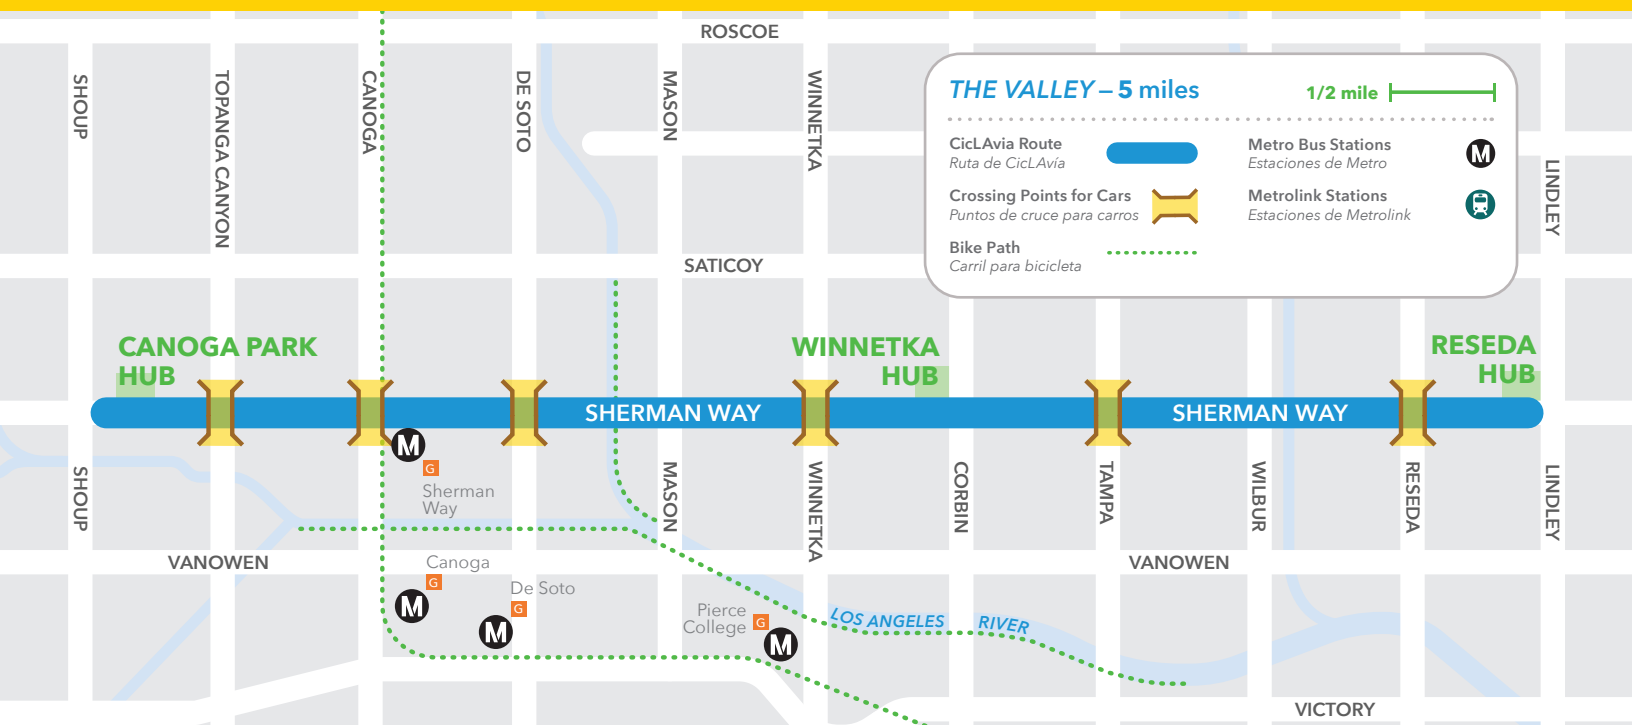 ROSCOE
SHOUP
TOPANGA CANYON
CANOGA
DE SOTO
MASON
WINNETKA
THE VALLEY – 5 miles
1/2 mile
CicLAvia Route
Ruta de CicLAvía
Crossing Points for Cars
Puntos de cruce para carros
Bike Path
Carril para bicicleta
Metro Bus Stations
Estaciones de Metro
M
Metrolink Stations
Estaciones de Metrolink
LINDLEY
SATICOY
CANOGA PARK
HUB
WINNETKA
HUB
RESEDA
HUB
SHERMAN WAY
SHERMAN WAY
M
G
Sherman
Way
SHOUP
MASON
WINNETKA
CORBIN
TAMPA
WILBUR
RESEDA
LINDLEY
VANOWEN
VANOWEN
Canoga
G
M
De Soto
G
M
Pierce
College
G
M
LOS ANGELES RIVER
VICTORY